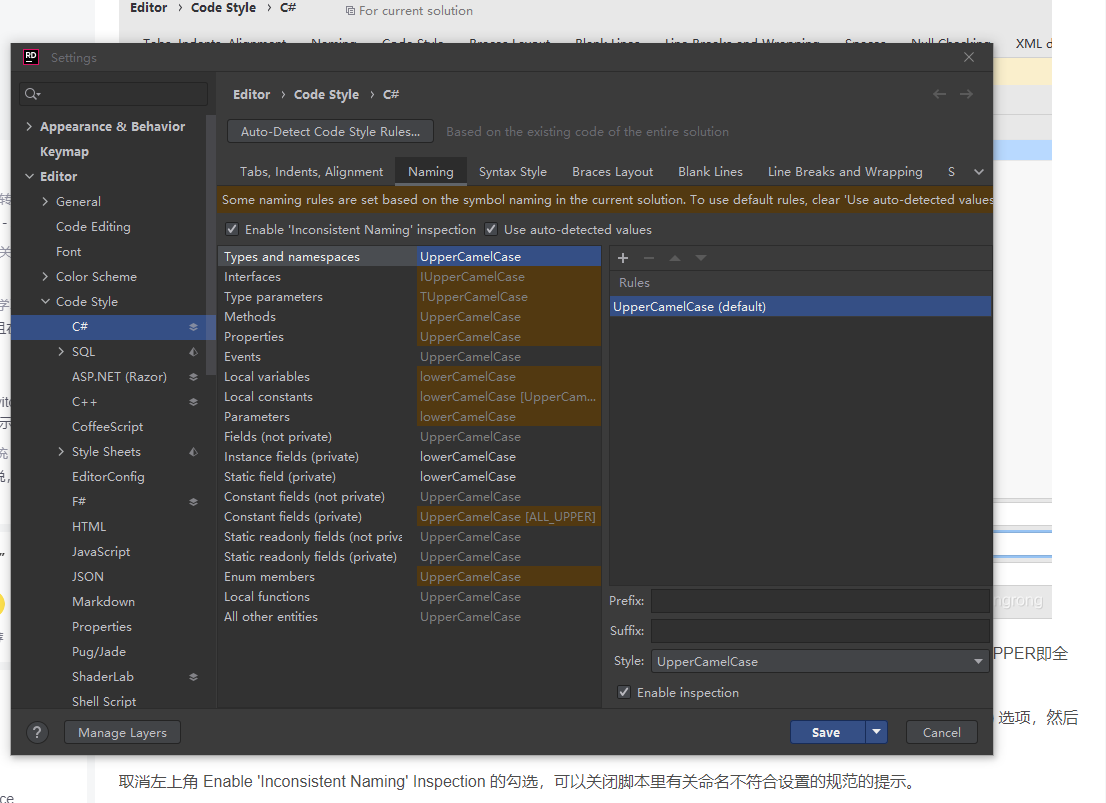 Editor › Code Style › C# For current solution
XML d
RD Settings
Editor › Code Style › C#
Auto-Detect Code Style Rules... Based on the existing code of the entire solution
Tabs, Indents, Alignment Naming Syntax Style Braces Layout Blank Lines Line Breaks and Wrapping S
Some naming rules are set based on the symbol naming in the current solution. To use default rules, clear 'Use auto-detected values
Enable 'Inconsistent Naming' inspection Use auto-detected values
Appearance & Behavior
Keymap
Editor
General
Code Editing
Font
Color Scheme
Code Style
C#
SQL
ASP.NET (Razor)
C++
CoffeeScript
Style Sheets
EditorConfig
F#
HTML
JavaScript
JSON
Markdown
Properties
Pug/Jade
ShaderLab
Shell Script
Types and namespaces UpperCamelCase
Interfaces IUpperCamelCase
Type parameters TUpperCamelCase
Methods UpperCamelCase
Properties UpperCamelCase
Events UpperCamelCase
Local variables lowerCamelCase
Local constants lowerCamelCase [UpperCam...
Parameters lowerCamelCase
Fields (not private) UpperCamelCase
Instance fields (private) lowerCamelCase
Static field (private) lowerCamelCase
Constant fields (not private) UpperCamelCase
Constant fields (private) UpperCamelCase [ALL_UPPER]
Static readonly fields (not priva UpperCamelCase
Static readonly fields (private) UpperCamelCase
Enum members UpperCamelCase
Local functions UpperCamelCase
All other entities UpperCamelCase
Rules
UpperCamelCase (default)
Prefix:
Suffix:
Style: UpperCamelCase
Enable inspection
ngrong
PPER即全
选项，然后
? Manage Layers Save Cancel
取消左上角 Enable 'Inconsistent Naming' Inspection 的勾选，可以关闭脚本里有关命名不符合设置的规范的提示。
ce